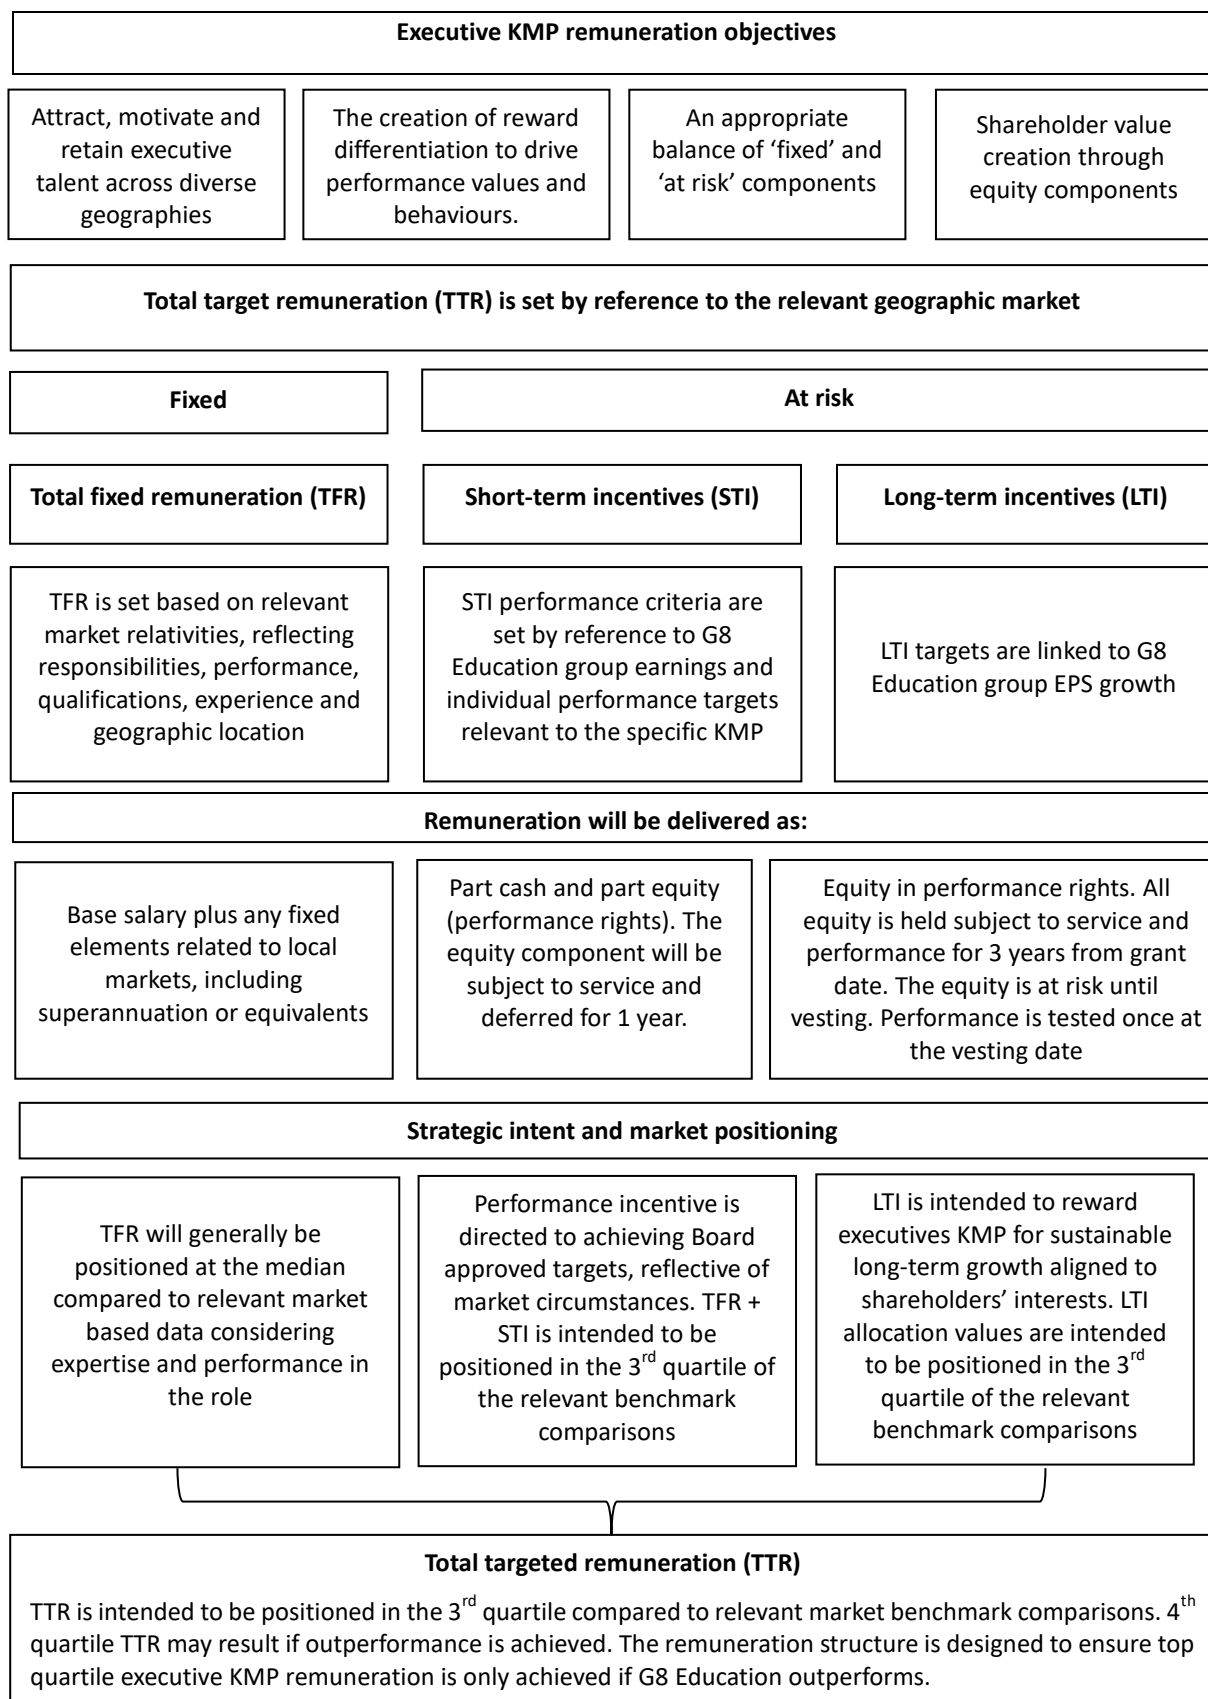 Executive KMP remuneration objectives
Attract, motivate and
retain executive
talent across diverse
geographies
The creation of reward
differentiation to drive
performance values and
behaviours.
An appropriate
balance of ‘fixed’ and
‘at risk’ components
Shareholder value
creation through
equity components
Total target remuneration (TTR) is set by reference to the relevant geographic market
Fixed
At risk
Total fixed remuneration (TFR)
Short-term incentives (STI)
Long-term incentives (LTI)
TFR is set based on relevant
market relativities, reflecting
responsibilities, performance,
qualifications, experience and
geographic location
STI performance criteria are
set by reference to G8
Education group earnings and
individual performance targets
relevant to the specific KMP
LTI targets are linked to G8
Education group EPS growth
Remuneration will be delivered as:
Base salary plus any fixed
elements related to local
markets, including
superannuation or equivalents
Part cash and part equity
(performance rights). The
equity component will be
subject to service and
deferred for 1 year.
Equity in performance rights. All
equity is held subject to service and
performance for 3 years from grant
date. The equity is at risk until
vesting. Performance is tested once at
the vesting date
Strategic intent and market positioning
TFR will generally be
positioned at the median
compared to relevant market
based data considering
expertise and performance in
the role
Performance incentive is
directed to achieving Board
approved targets, reflective of
market circumstances. TFR +
STI is intended to be
positioned in the 3rd quartile of
the relevant benchmark
comparisons
LTI is intended to reward
executives KMP for sustainable
long-term growth aligned to
shareholders’ interests. LTI
allocation values are intended
to be positioned in the 3rd
quartile of the relevant
benchmark comparisons
Total targeted remuneration (TTR)
TTR is intended to be positioned in the 3rd quartile compared to relevant market benchmark comparisons. 4th
quartile TTR may result if outperformance is achieved. The remuneration structure is designed to ensure top
quartile executive KMP remuneration is only achieved if G8 Education outperforms.